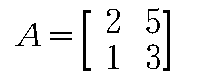 A = [ 2 5
1 3 ]